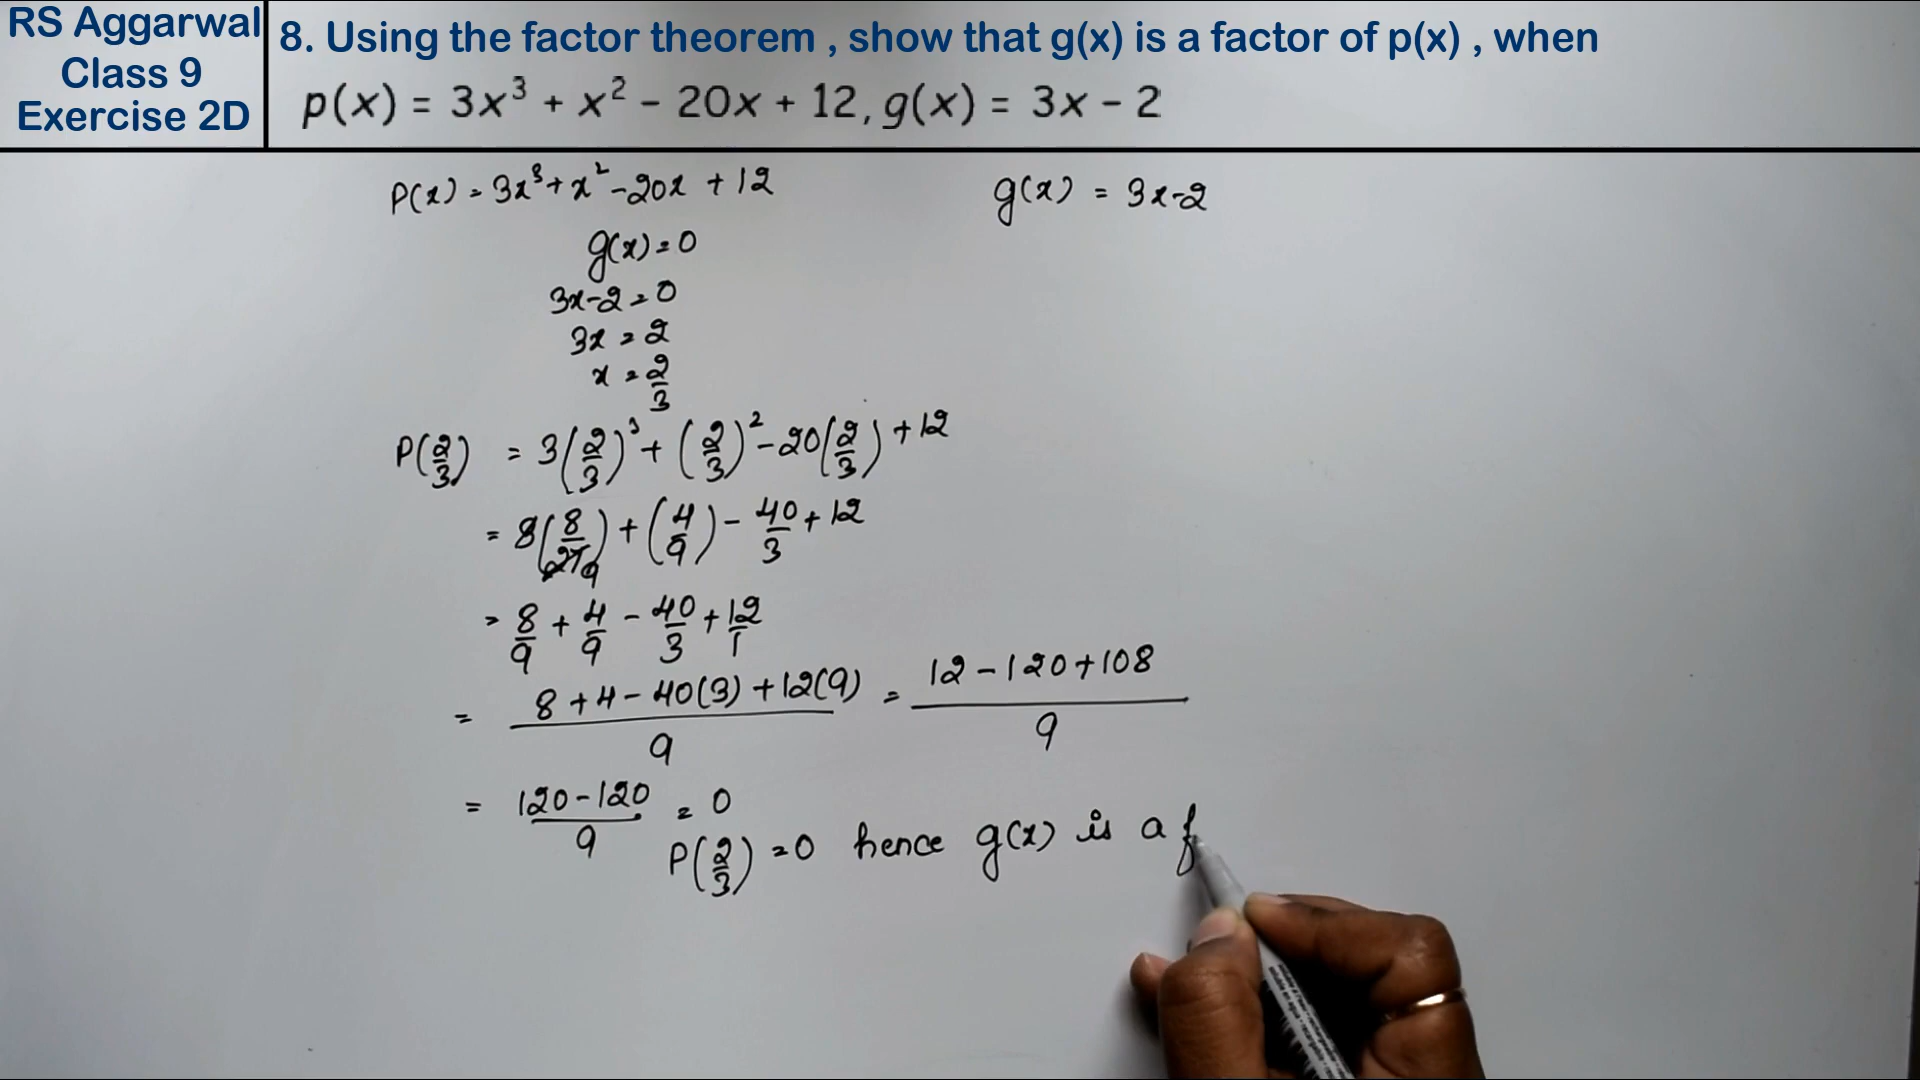 RS Aggarwal
Class 9
Exercise 2D
8. Using the factor theorem , show that g(x) is a factor of p(x) , when
p(x) = 3x³ + x² – 20x + 12, g(x) = 3x – 2
P(x) = 3x³ + x² - 20x + 12
g(x) = 3x-2
g(x) = 0
3x-2 = 0
3x = 2
x = 2/3
P(2/3) = 3(2/3)³ + (2/3)² - 20(2/3) + 12
= 3(8/27 9) + (4/9) - 40/3 + 12
= 8/9 + 4/9 - 40/3 + 12/1
= (8 + 4 - 40(3) + 12(9))/9 = (12 - 120 + 108)/9
= (120-120)/9 = 0
P(2/3) = 0 hence g(x) is a f